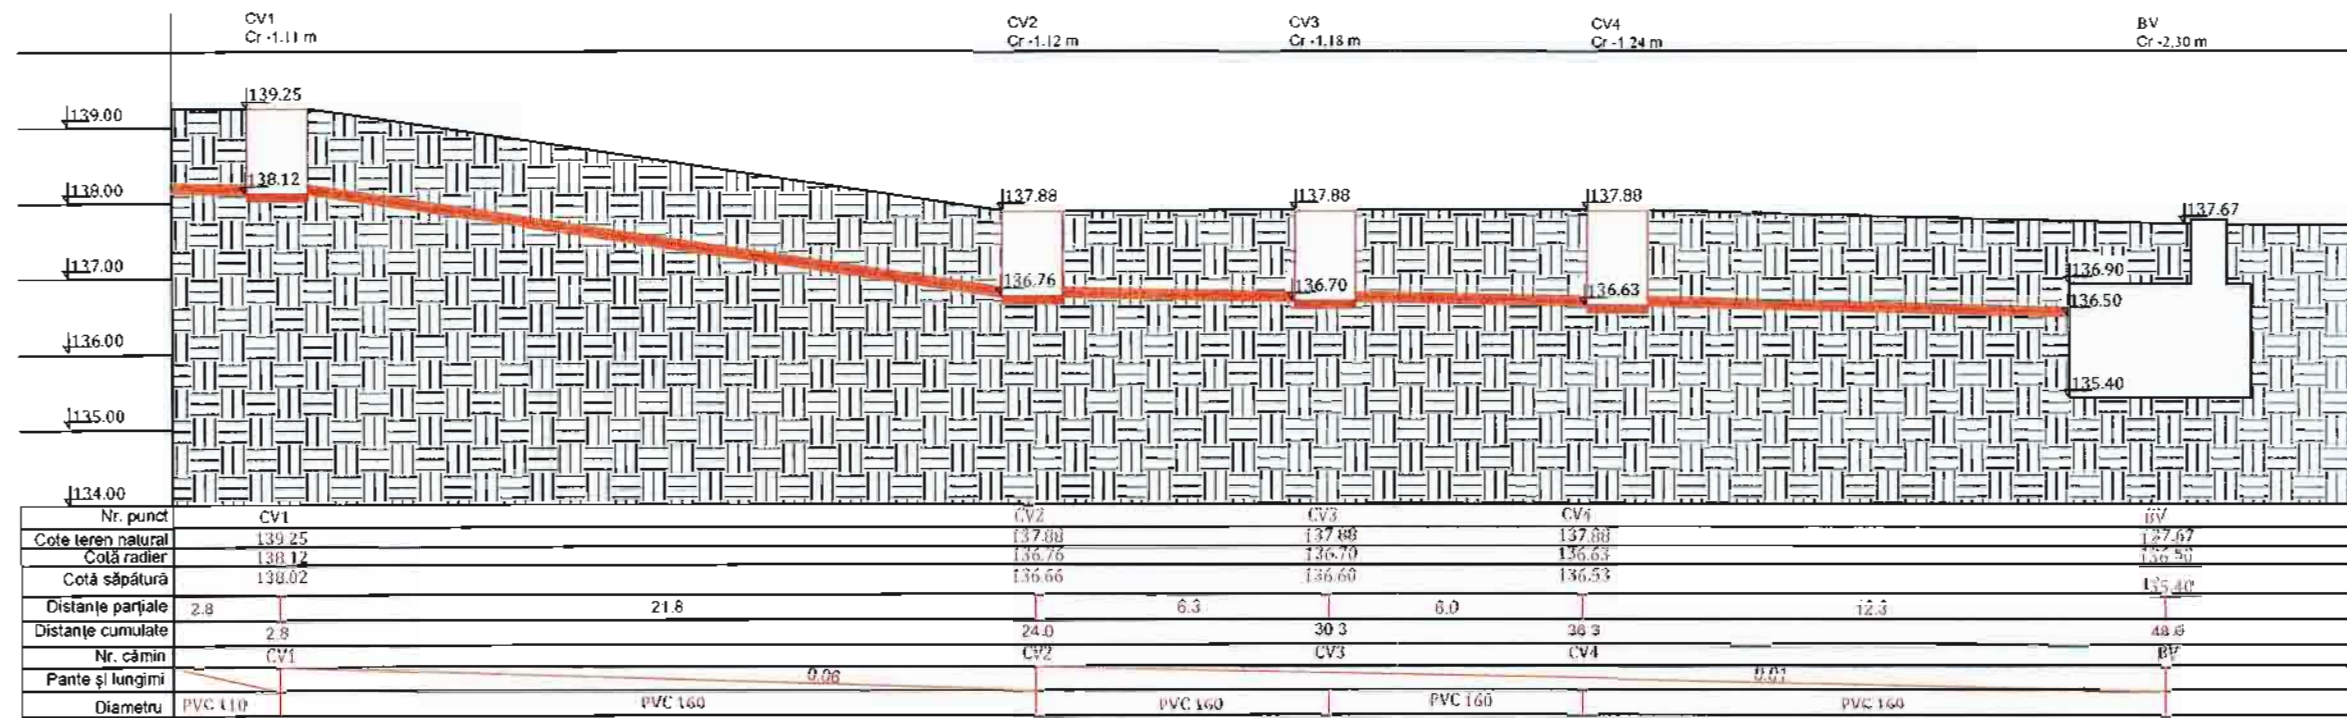 CV1 CV2 CV3 CV4 BV
Cr -1.11 m Cr -1.12 m Cr -1.18 m Cr -1.24 m Cr -2,30 m
139.25
139.00
138.12
138.00
137.88 137.88 137.88
137.67
137.00
136.90
136.76 136.70 136.63
136.50
136.00
135.40
135.00
134.00
Nr. punct CV1 CV2 CV3 CV4 BV
Cote teren natural 139.25 137.88 137.88 137.88
Cotă radier 138.12 136.76 136.70 136.63 136.50
Cotă săpătură 138.02 136.66 136.60 136.53 135.40
Distanțe parțiale 2.8 21.8 6.3 6.0 12.3
Distanțe cumulate 2.8 24.0 30.3 36.3 48.6
Nr. cămin CV1 CV2 CV3 CV4 BV
Pante și lungimi 0.06 0.01
Diametru PVC 110 PVC 160 PVC 160 PVC 160 PVC 160